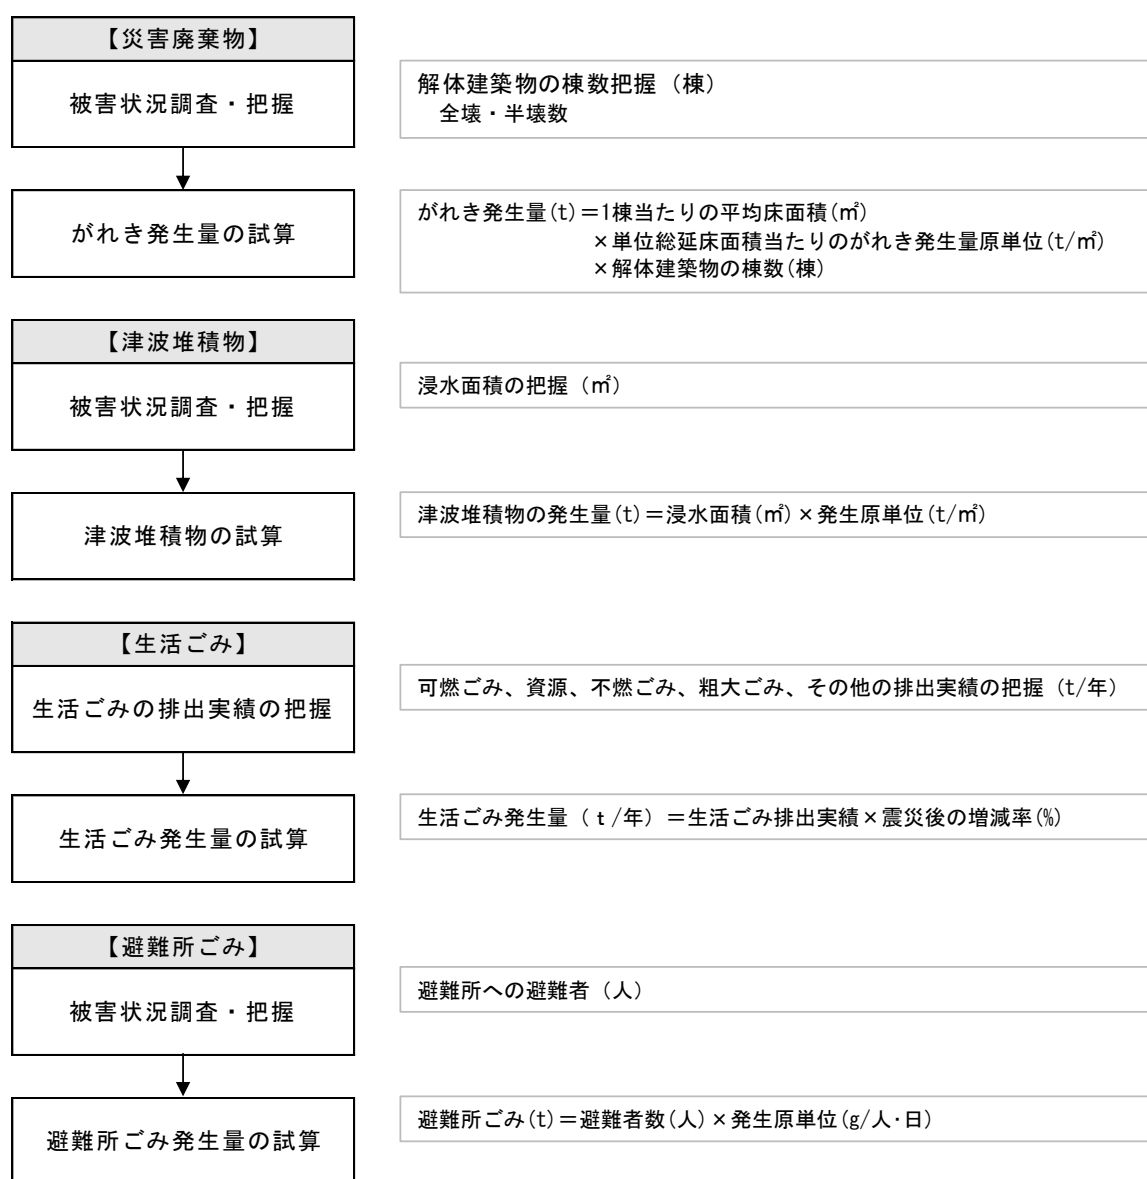 【災害廃棄物】
被害状況調査・把握
解体建築物の棟数把握（棟）
全壊・半壊数
がれき発生量の試算
がれき発生量(t)＝1棟当たりの平均床面積(㎡)
×単位総延床面積当たりのがれき発生量原単位(t/㎡)
×解体建築物の棟数(棟)
【津波堆積物】
被害状況調査・把握
浸水面積の把握（㎡）
津波堆積物の試算
津波堆積物の発生量(t)＝浸水面積(㎡)×発生原単位(t/㎡)
【生活ごみ】
生活ごみの排出実績の把握
可燃ごみ、資源、不燃ごみ、粗大ごみ、その他の排出実績の把握（t/年）
生活ごみ発生量の試算
生活ごみ発生量（ｔ/年）＝生活ごみ排出実績×震災後の増減率(%)
【避難所ごみ】
被害状況調査・把握
避難所への避難者（人）
避難所ごみ発生量の試算
避難所ごみ(t)＝避難者数(人)×発生原単位(g/人･日)